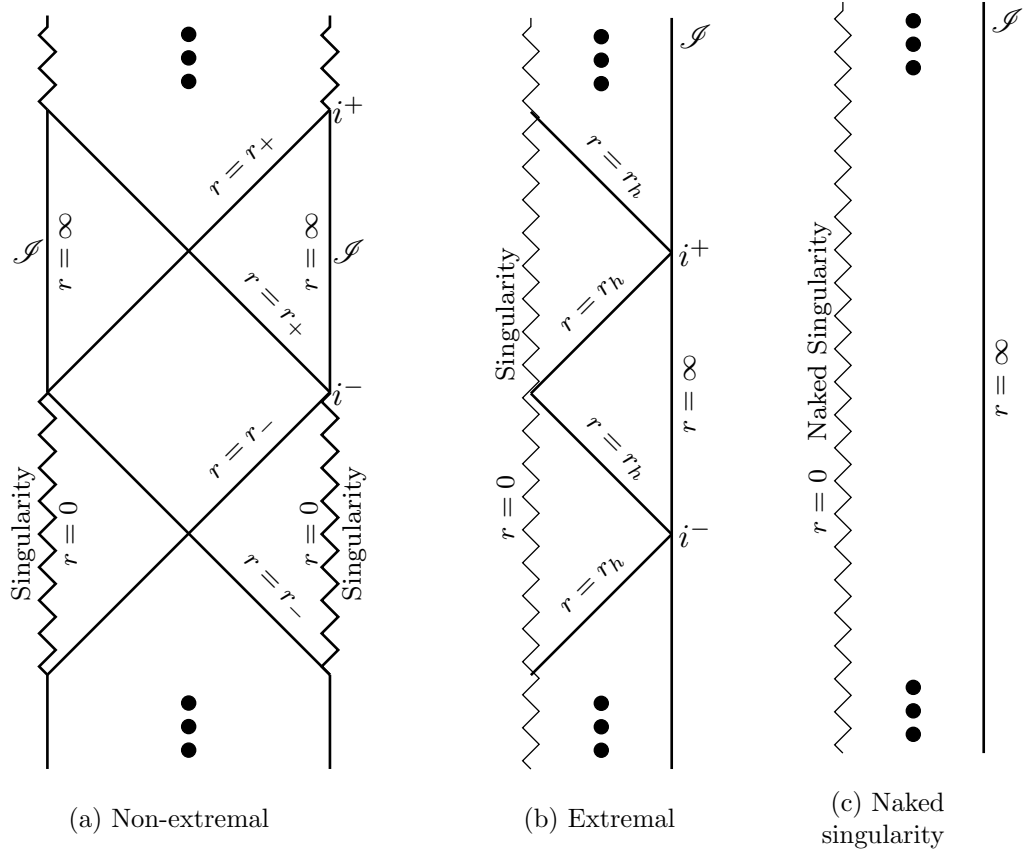 i⁺
r = r₊
ℐ
r = ∞
r = ∞
ℐ
r = r₊
i⁻
r = r₋
Singularity
r = 0
r = 0
Singularity
r = r₋
(a) Non-extremal
ℐ
r = rₕ
i⁺
Singularity
r = rₕ
r = ∞
r = rₕ
r = 0
i⁻
r = rₕ
(b) Extremal
ℐ
r = 0 Naked Singularity
r = ∞
(c) Naked
singularity